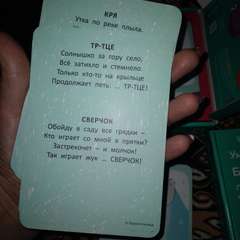 КРЯ
Утка по реке плыла.
ТР-ТЦЕ
Солнышко за гору село,
Всё затихло и стемнело.
Только кто-то на крыльце
Продолжает петь ... ТР-ТЦЕ!
СВЕРЧОК
Обойду в саду все грядки –
Кто играет со мной в прятки?
Застрекочет – и молчок!
Так играет жук ... СВЕРЧОК!